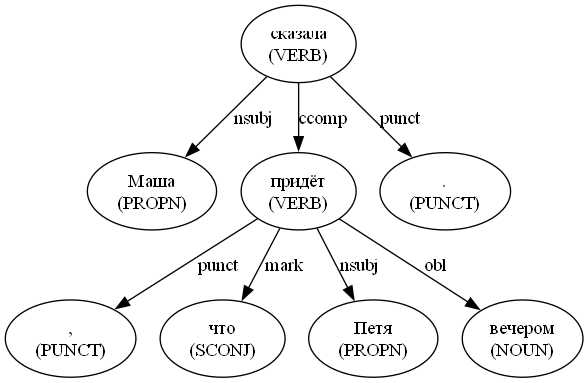 сказала
(VERB)
nsubj
ccomp
punct
Маша
(PROPN)
придёт
(VERB)
.
(PUNCT)
punct
mark
nsubj
obl
,
(PUNCT)
что
(SCONJ)
Петя
(PROPN)
вечером
(NOUN)